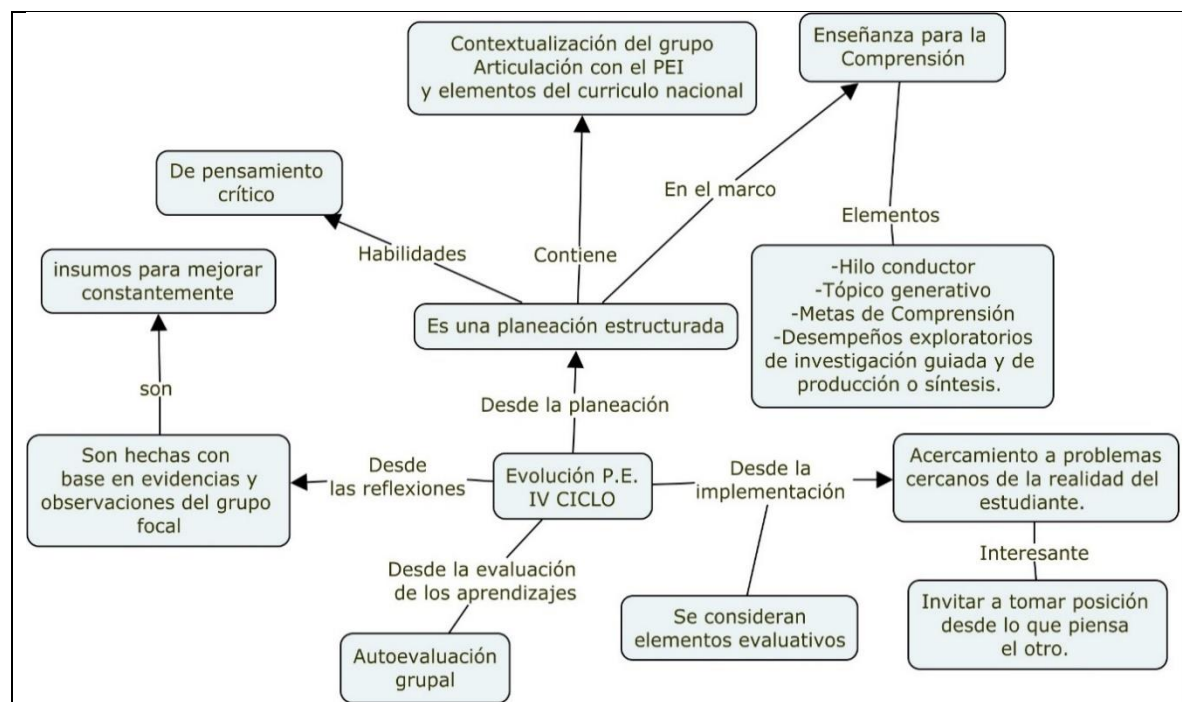 Contextualización del grupo
Articulación con el PEI
y elementos del curriculo nacional
Enseñanza para la
Comprensión
De pensamiento
crítico
En el marco
Elementos
Habilidades
Contiene
insumos para mejorar
constantemente
-Hilo conductor
-Tópico generativo
-Metas de Comprensión
-Desempeños exploratorios
de investigación guiada y de
producción o síntesis.
Es una planeación estructurada
son
Desde la planeación
Son hechas con
base en evidencias y
observaciones del grupo
focal
Desde
las reflexiones
Evolución P.E.
IV CICLO
Desde la
implementación
Acercamiento a problemas
cercanos de la realidad del
estudiante.
Interesante
Desde la evaluación
de los aprendizajes
Se consideran
elementos evaluativos
Invitar a tomar posición
desde lo que piensa
el otro.
Autoevaluación
grupal